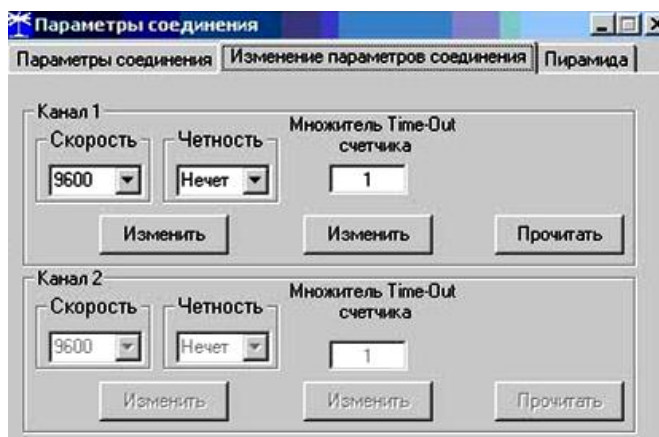 Параметры соединения
Параметры соединения Изменение параметров соединения Пирамида
Канал 1
Скорость Четность Множитель Time-Out счетчика
9600 Нечет 1
Изменить Изменить Прочитать
Канал 2
Скорость Четность Множитель Time-Out счетчика
9600 Нечет 1
Изменить Изменить Прочитать